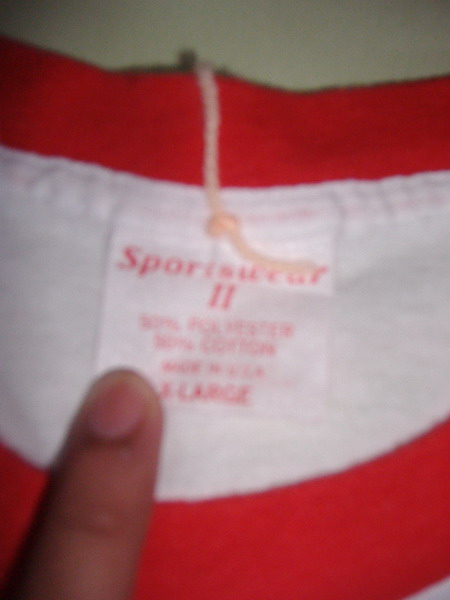 Sportswear
II
50% POLYESTER
50% COTTON
MADE IN U.S.A.
X-LARGE